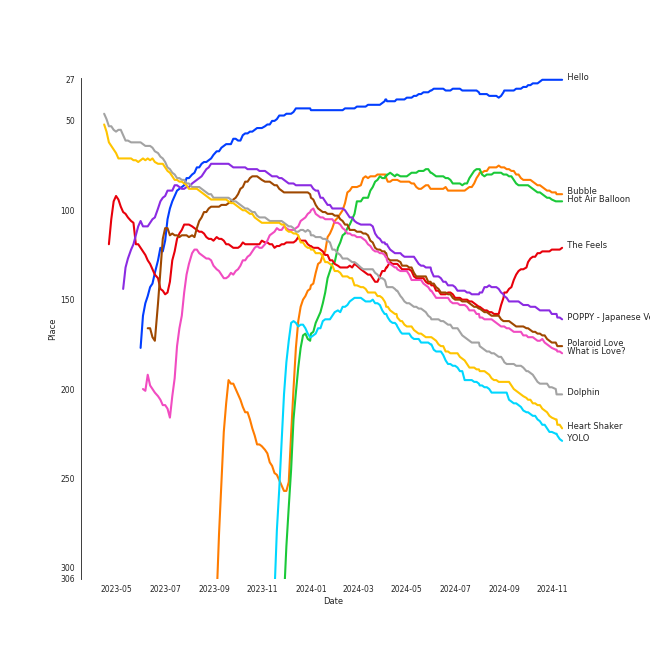 27
50
100
150
200
250
300
306
Place
2023-05
2023-07
2023-09
2023-11
2024-01
2024-03
2024-05
2024-07
2024-09
2024-11
Date
Hello
Bubble
Hot Air Balloon
The Feels
POPPY - Japanese
Polaroid Love
What is Love?
Dolphin
Heart Shaker
YOLO